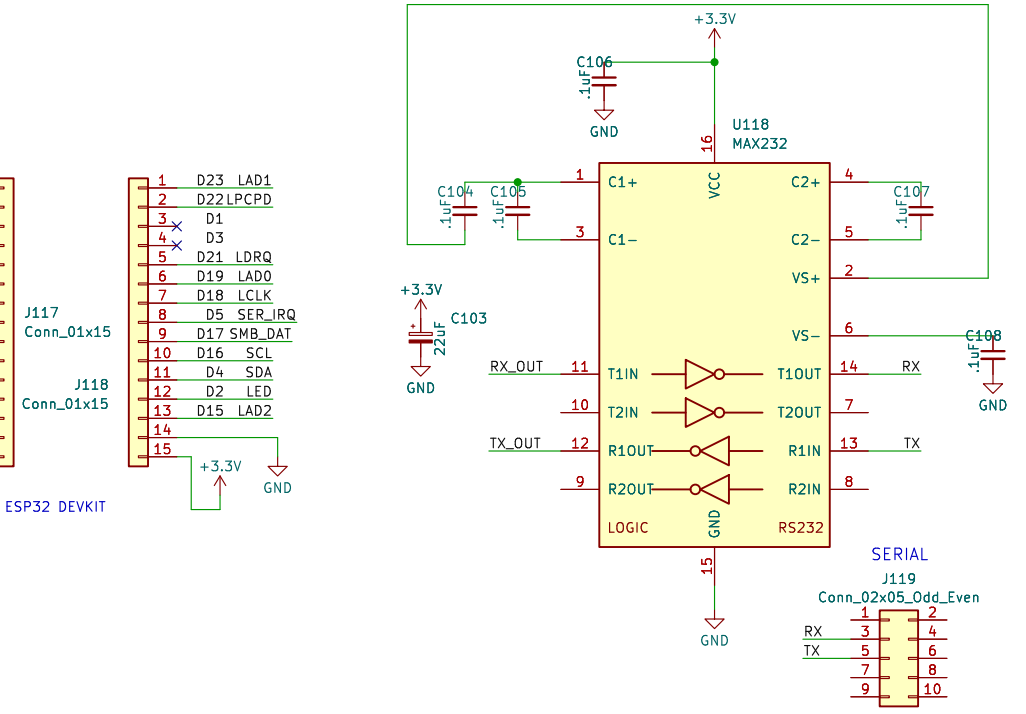 +3.3V
C106
.1uF
GND
U118
MAX232
16
VCC
1 C1+ C2+ 4
C104 C105 C107
.1uF .1uF .1uF
3 C1- C2- 5
VS+ 2
VS- 6
C108
.1uF
GND
RX_OUT 11 T1IN T1OUT 14 RX
10 T2IN T2OUT 7
TX_OUT 12 R1OUT R1IN 13 TX
9 R2OUT R2IN 8
GND
LOGIC RS232
15
GND
+3.3V
+ C103
22uF
GND
1 D23 LAD1
2 D22 LPCPD
3 D1
4 D3
5 D21 LDRQ
6 D19 LAD0
7 D18 LCLK
8 D5 SER_IRQ
9 D17 SMB_DAT
10 D16 SCL
11 D4 SDA
12 D2 LED
13 D15 LAD2
14
15
J117
Conn_01x15
J118
Conn_01x15
+3.3V
GND
ESP32 DEVKIT
SERIAL
J119
Conn_02x05_Odd_Even
1 2
RX 3 4
TX 5 6
7 8
9 10